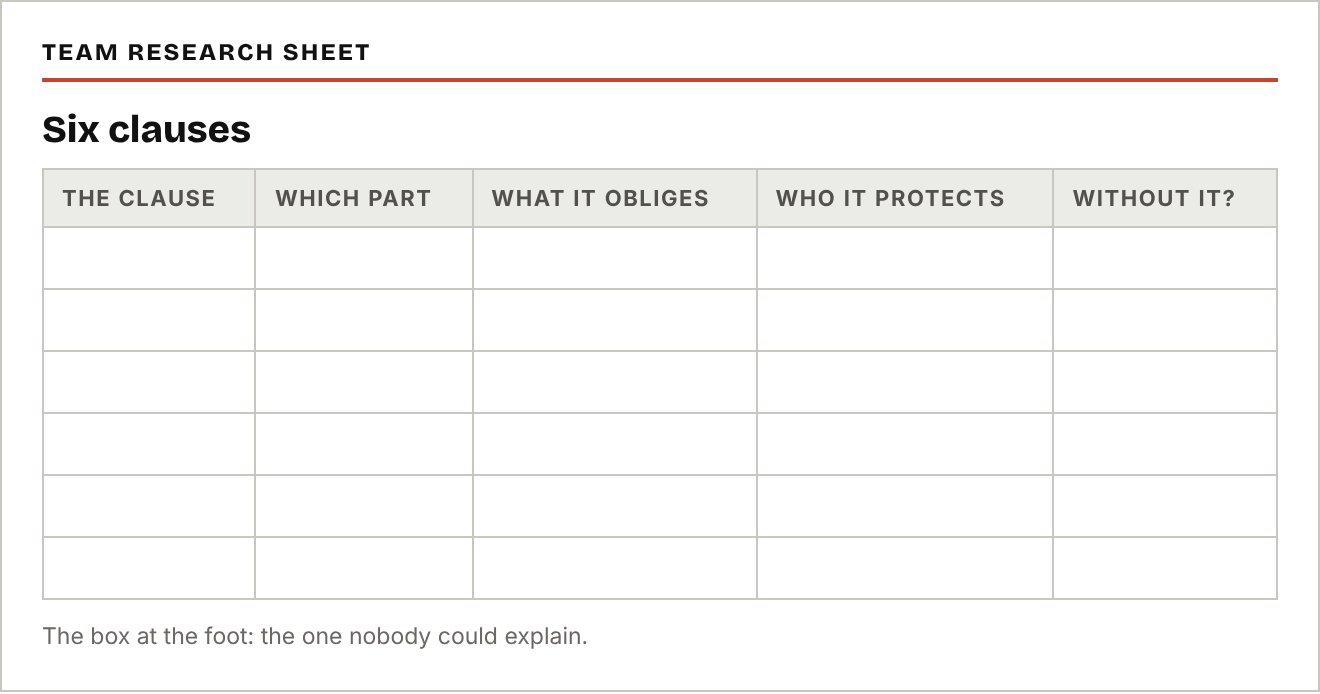 TEAM RESEARCH SHEET
Six clauses
THE CLAUSE WHICH PART WHAT IT OBLIGES WHO IT PROTECTS WITHOUT IT?
The box at the foot: the one nobody could explain.